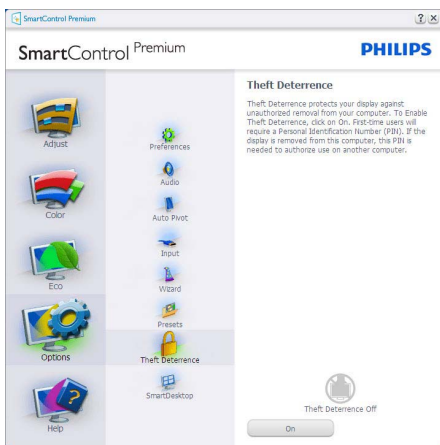 SmartControl Premium
SmartControl Premium
PHILIPS
Adjust
Color
Eco
Options
Help
Preferences
Audio
Auto Pivot
Input
Wizard
Presets
Theft Deterrence
SmartDesktop
Theft Deterrence
Theft Deterrence protects your display against
unauthorized removal from your computer. To Enable
Theft Deterrence, click on On. First-time users will
require a Personal Identification Number (PIN). If the
display is removed from this computer, this PIN is
needed to authorize use on another computer.
Theft Deterrence Off
On